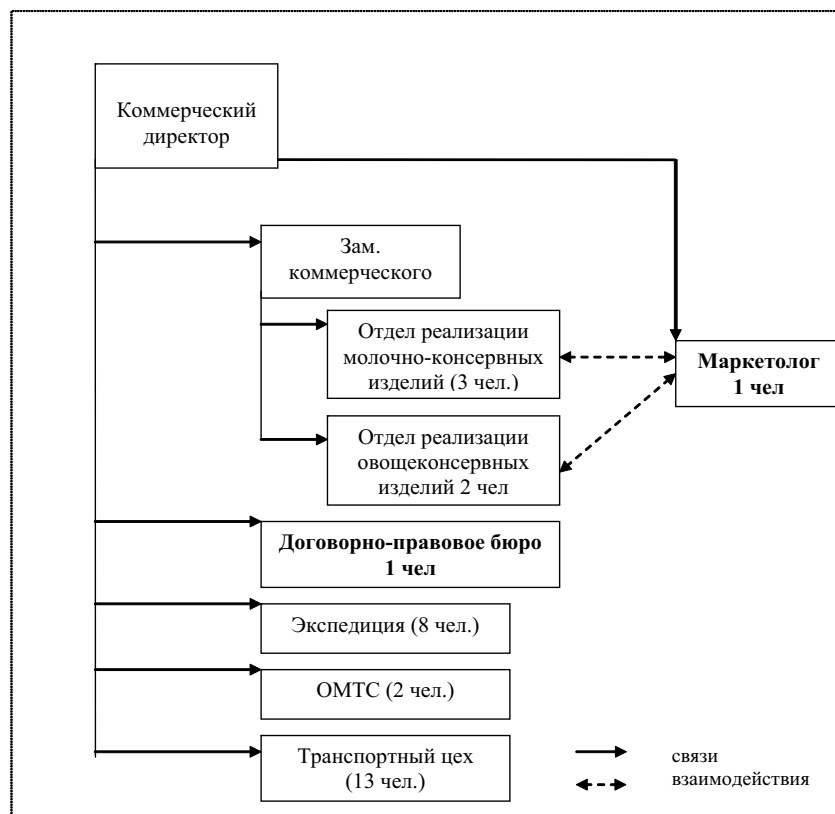 Коммерческий
директор
Зам.
коммерческого
Отдел реализации
молочно-консервных
изделий (3 чел.)
Маркетолог
1 чел
Отдел реализации
овощеконсервных
изделий 2 чел
Договорно-правовое бюро
1 чел
Экспедиция (8 чел.)
ОМТС (2 чел.)
Транспортный цех
(13 чел.)
связи
взаимодействия